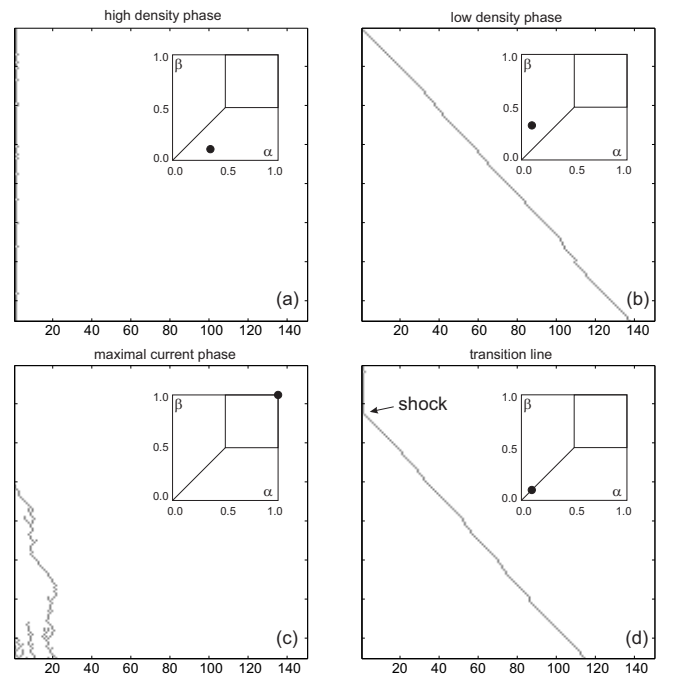 high density phase
1.0
β
0.5
0.0
α
0.0 0.5 1.0
(a)
20 40 60 80 100 120 140
low density phase
1.0
β
0.5
0.0
α
0.0 0.5 1.0
(b)
20 40 60 80 100 120 140
maximal current phase
1.0
β
0.5
0.0
α
0.0 0.5 1.0
(c)
20 40 60 80 100 120 140
transition line
shock
1.0
β
0.5
0.0
α
0.0 0.5 1.0
(d)
20 40 60 80 100 120 140